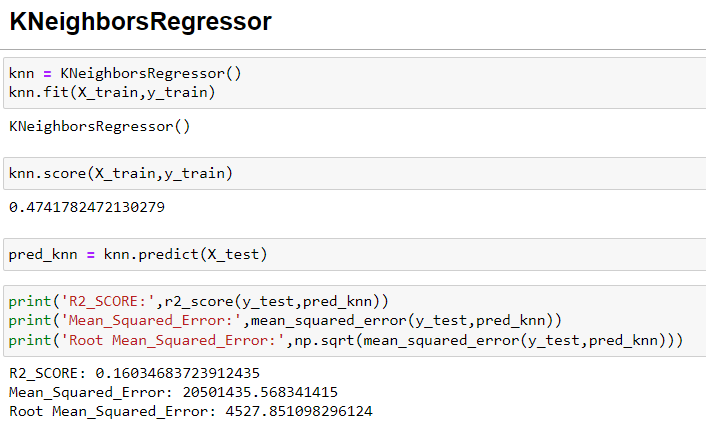 KNeighborsRegressor
knn = KNeighborsRegressor()
knn.fit(X_train,y_train)
KNeighborsRegressor()
knn.score(X_train,y_train)
0.4741782472130279
pred_knn = knn.predict(X_test)
print('R2_SCORE:',r2_score(y_test,pred_knn))
print('Mean_Squared_Error:',mean_squared_error(y_test,pred_knn))
print('Root Mean_Squared_Error:',np.sqrt(mean_squared_error(y_test,pred_knn)))
R2_SCORE: 0.16034683723912435
Mean_Squared_Error: 20501435.568341415
Root Mean_Squared_Error: 4527.851098296124